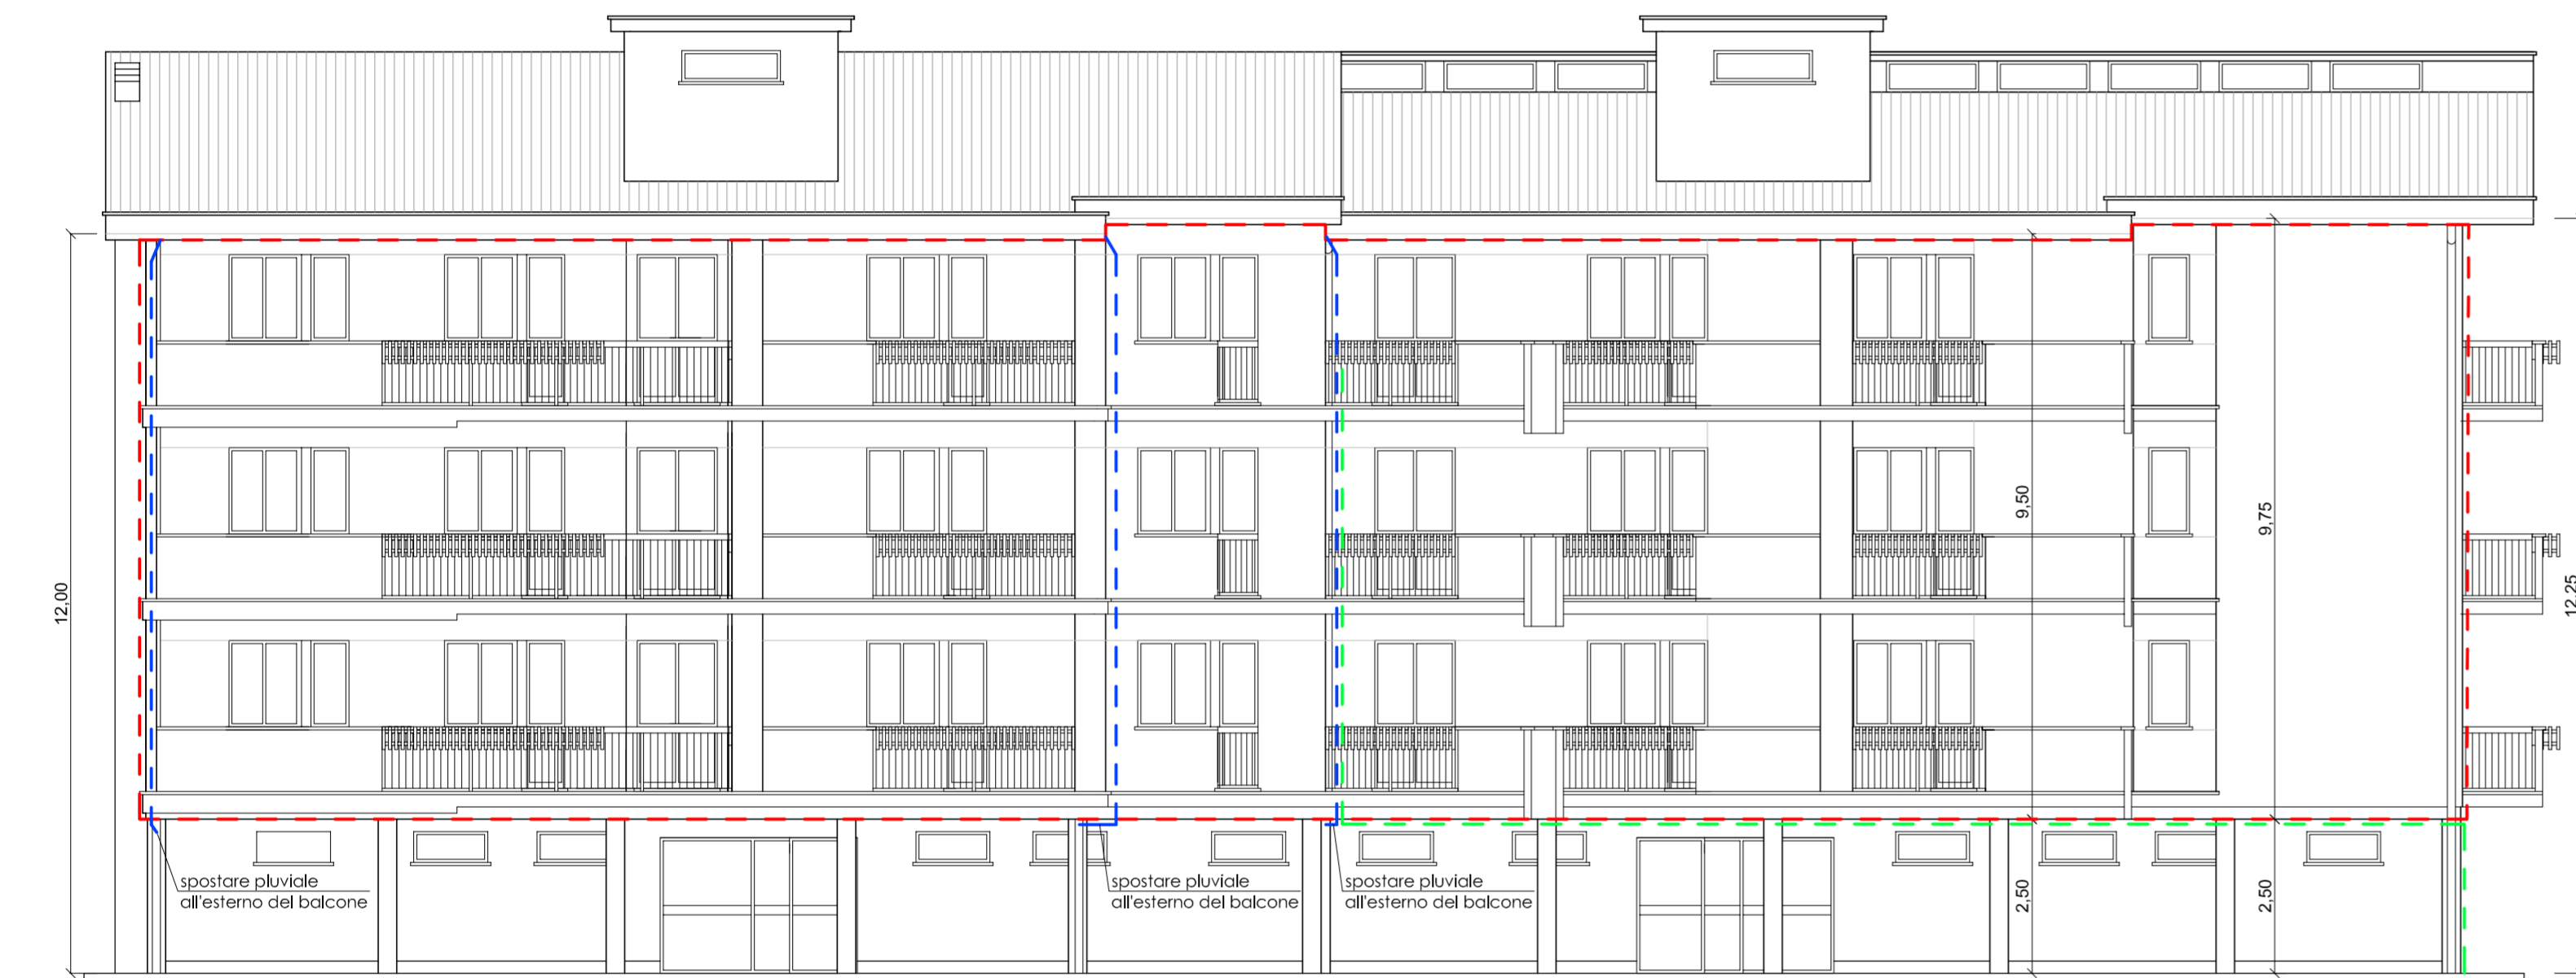 12,00
9,50
9,75
12,25
2,50
2,50
spostare pluviale
all'esterno del balcone
spostare pluviale
all'esterno del balcone
spostare pluviale
all'esterno del balcone